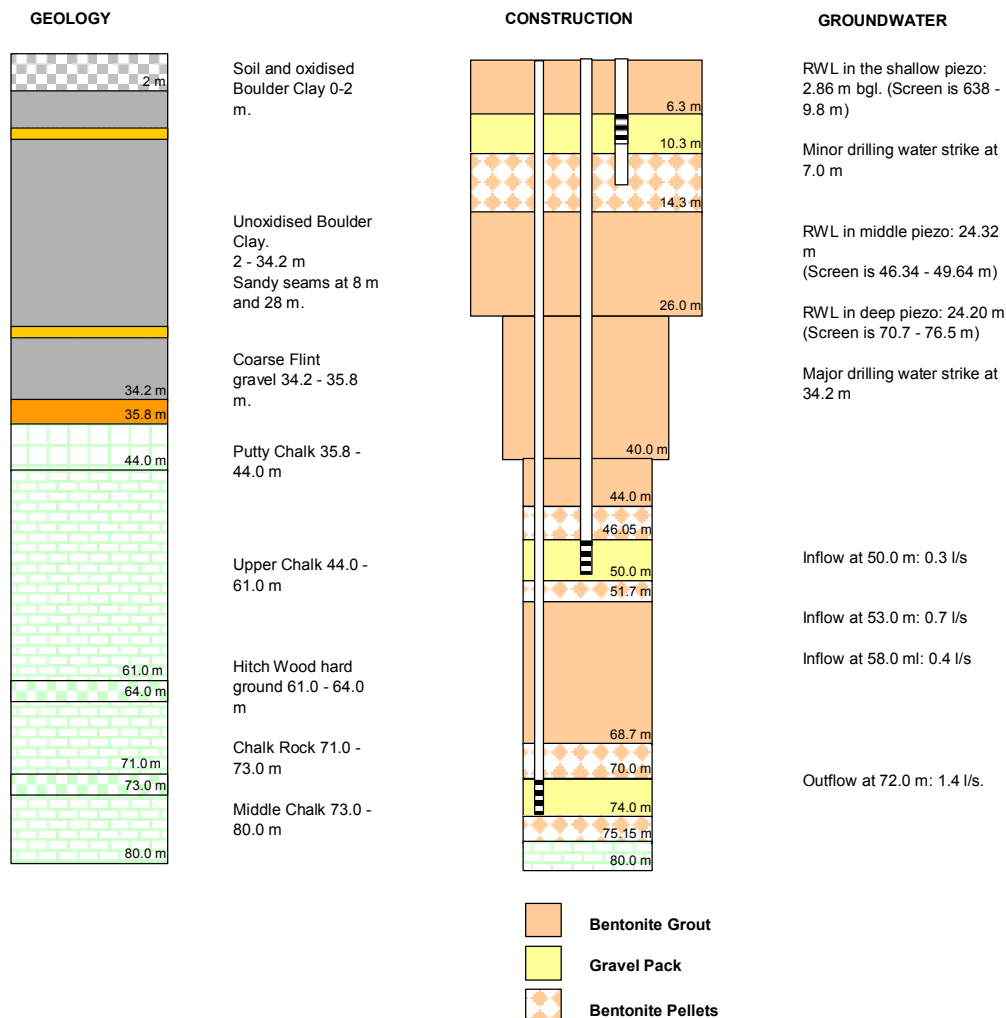 GEOLOGY
2 m
34.2 m
35.8 m
44.0 m
61.0 m
64.0 m
71.0 m
73.0 m
80.0 m
Soil and oxidised
Boulder Clay 0-2
m.
Unoxidised Boulder
Clay.
2 - 34.2 m
Sandy seams at 8 m
and 28 m.
Coarse Flint
gravel 34.2 - 35.8
m.
Putty Chalk 35.8 -
44.0 m
Upper Chalk 44.0 -
61.0 m
Hitch Wood hard
ground 61.0 - 64.0
m
Chalk Rock 71.0 -
73.0 m
Middle Chalk 73.0 -
80.0 m
CONSTRUCTION
6.3 m
10.3 m
14.3 m
26.0 m
40.0 m
44.0 m
46.05 m
50.0 m
51.7 m
68.7 m
70.0 m
74.0 m
75.15 m
80.0 m
GROUNDWATER
RWL in the shallow piezo:
2.86 m bgl. (Screen is 638 -
9.8 m)
Minor drilling water strike at
7.0 m
RWL in middle piezo: 24.32
m
(Screen is 46.34 - 49.64 m)
RWL in deep piezo: 24.20 m
(Screen is 70.7 - 76.5 m)
Major drilling water strike at
34.2 m
Inflow at 50.0 m: 0.3 l/s
Inflow at 53.0 m: 0.7 l/s
Inflow at 58.0 ml: 0.4 l/s
Outflow at 72.0 m: 1.4 l/s.
Bentonite Grout
Gravel Pack
Bentonite Pellets